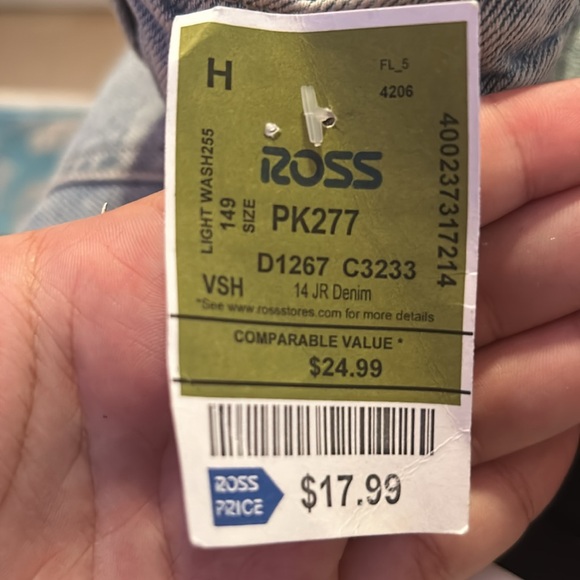 H
FL_5
4206
LIGHT WASH255
149
SIZE
400237317214
ROSS
PK277
D1267 C3233
VSH
14 JR Denim
*See www.rossstores.com for more details
COMPARABLE VALUE *
$24.99
ROSS
PRICE
$17.99